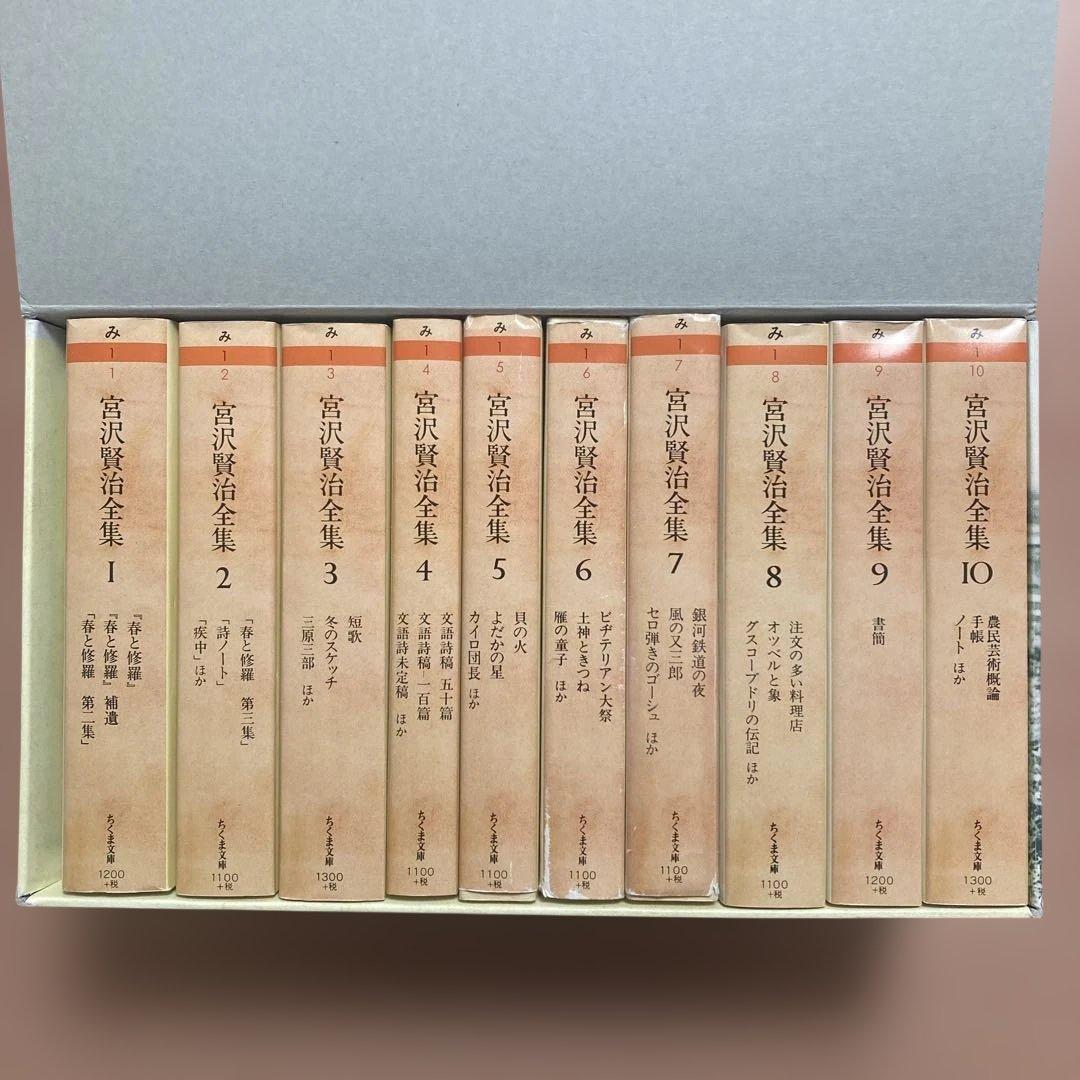 み
1
1
宮沢賢治全集
1
『春と修羅』
『春と修羅』補遺
「春と修羅 第二集」
ちくま文庫
1200
+税
み
1
2
宮沢賢治全集
2
「春と修羅 第三集」
「詩ノート」
「疾中」ほか
ちくま文庫
1100
+税
み
1
3
宮沢賢治全集
3
短歌
冬のスケッチ
三原三部 ほか
ちくま文庫
1300
+税
み
1
4
宮沢賢治全集
4
文語詩稿 五十篇
文語詩稿 一百篇
文語詩未定稿 ほか
ちくま文庫
1100
+税
み
1
5
宮沢賢治全集
5
貝の火
よだかの星
カイロ団長 ほか
ちくま文庫
1100
+税
み
1
6
宮沢賢治全集
6
ビヂテリアン大祭
土神ときつね
雁の童子 ほか
ちくま文庫
1100
+税
み
1
7
宮沢賢治全集
7
銀河鉄道の夜
風の又三郎
セロ弾きのゴーシュ ほか
ちくま文庫
1100
+税
み
1
8
宮沢賢治全集
8
注文の多い料理店
オツベルと象
グスコーブドリの伝記 ほか
ちくま文庫
1100
+税
み
1
9
宮沢賢治全集
9
書簡
ちくま文庫
1200
+税
み
1
10
宮沢賢治全集
10
農民芸術概論
手帳
ノート ほか
ちくま文庫
1300
+税